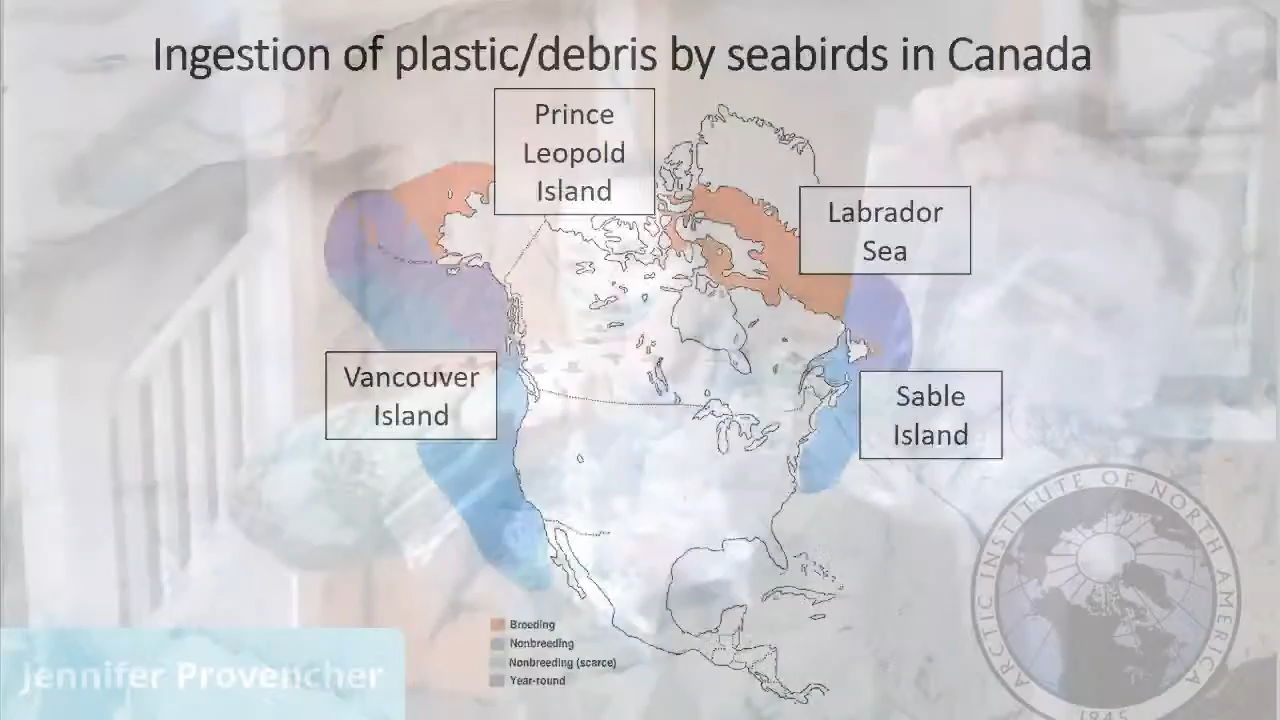 Ingestion of plastic/debris by seabirds in Canada
Prince
Leopold
Island
Labrador
Sea
Vancouver
Island
Sable
Island
Breeding
Nonbreeding
Nonbreeding (scarce)
Year-round
Jennifer Provencher
ARCTIC INSTITUTE OF NORTH AMERICA
1945